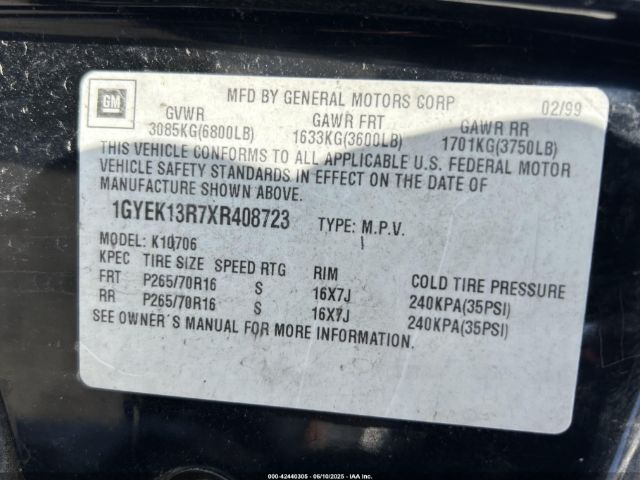 GM
MFD BY GENERAL MOTORS CORP 02/99
GVWR GAWR FRT GAWR RR
3085KG(6800LB) 1633KG(3600LB) 1701KG(3750LB)
THIS VEHICLE CONFORMS TO ALL APPLICABLE U.S. FEDERAL MOTOR
VEHICLE SAFETY STANDARDS IN EFFECT ON THE DATE OF
MANUFACTURE SHOWN ABOVE.
1GYEK13R7XR408723 TYPE: M.P.V.
MODEL: K10706
KPEC TIRE SIZE SPEED RTG RIM COLD TIRE PRESSURE
FRT P265/70R16 S 16X7J 240KPA(35PSI)
RR P265/70R16 S 16X7J 240KPA(35PSI)
SEE OWNER'S MANUAL FOR MORE INFORMATION.
000-42440305 - 06/10/2025 - IAA Inc.